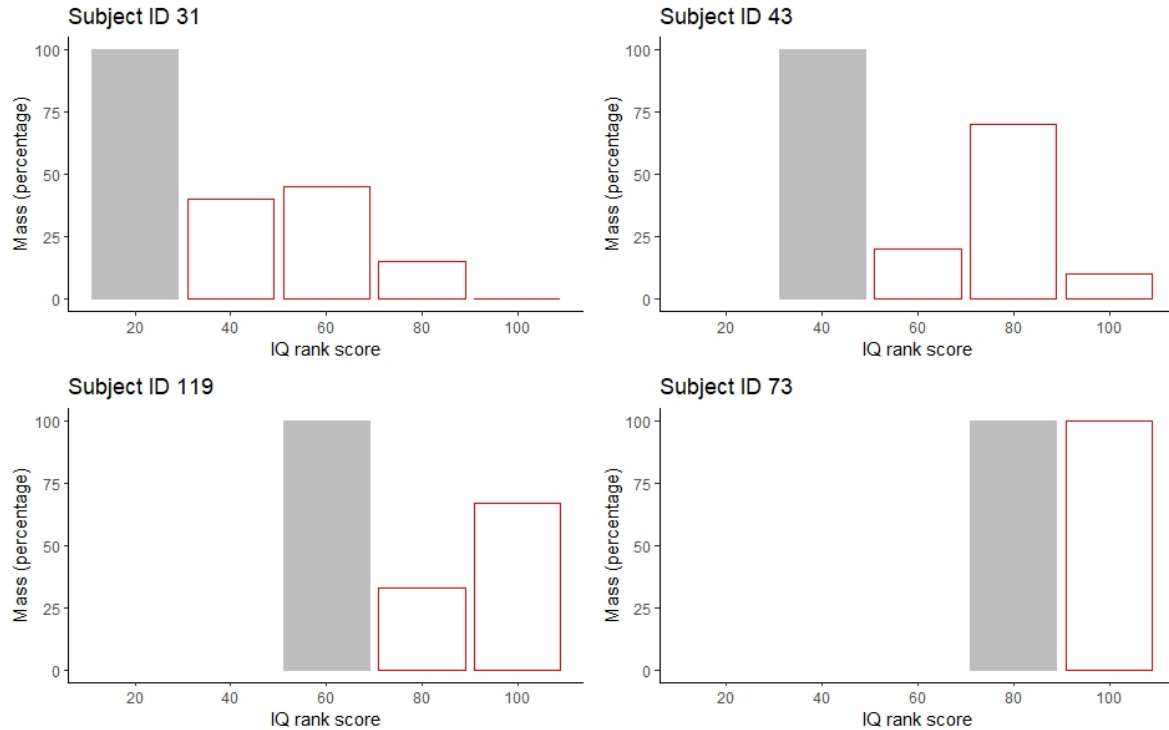 Subject ID 31
Mass (percentage)
100
75
50
25
0
20 40 60 80 100
IQ rank score
Subject ID 43
Mass (percentage)
100
75
50
25
0
20 40 60 80 100
IQ rank score
Subject ID 119
Mass (percentage)
100
75
50
25
0
20 40 60 80 100
IQ rank score
Subject ID 73
Mass (percentage)
100
75
50
25
0
20 40 60 80 100
IQ rank score